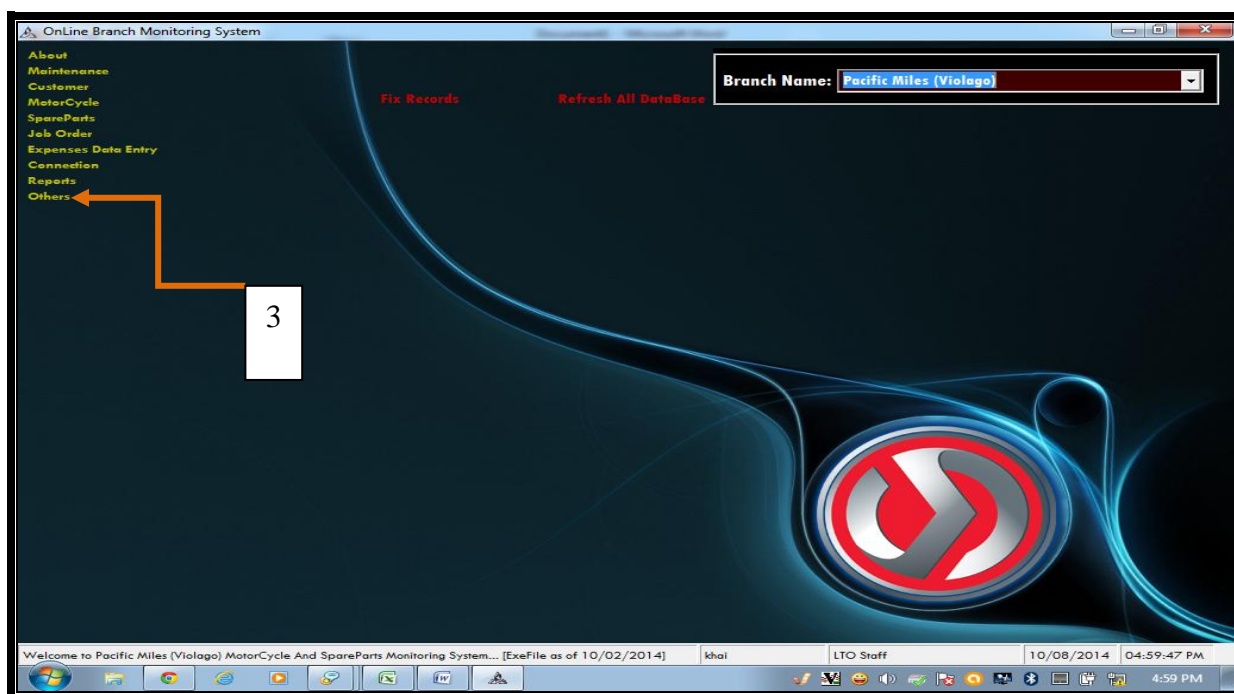 OnLine Branch Monitoring System
About
Maintenance
Customer
MotorCycle
SpareParts
Job Order
Expenses Data Entry
Connection
Reports
Others
Fix Records
Refresh All DataBase
Branch Name: Pacific Miles (Violago)
3
Welcome to Pacific Miles (Violago) MotorCycle And SpareParts Monitoring System... [ExeFile as of 10/02/2014] khai LTO Staff 10/08/2014 04:59:47 PM
4:59 PM